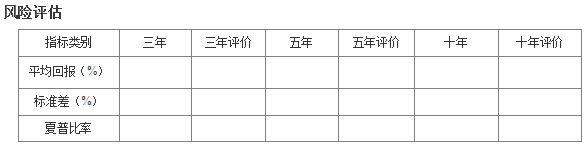 风险评估
指标类别 三年 三年评价 五年 五年评价 十年 十年评价
平均回报（%）
标准差（%）
夏普比率